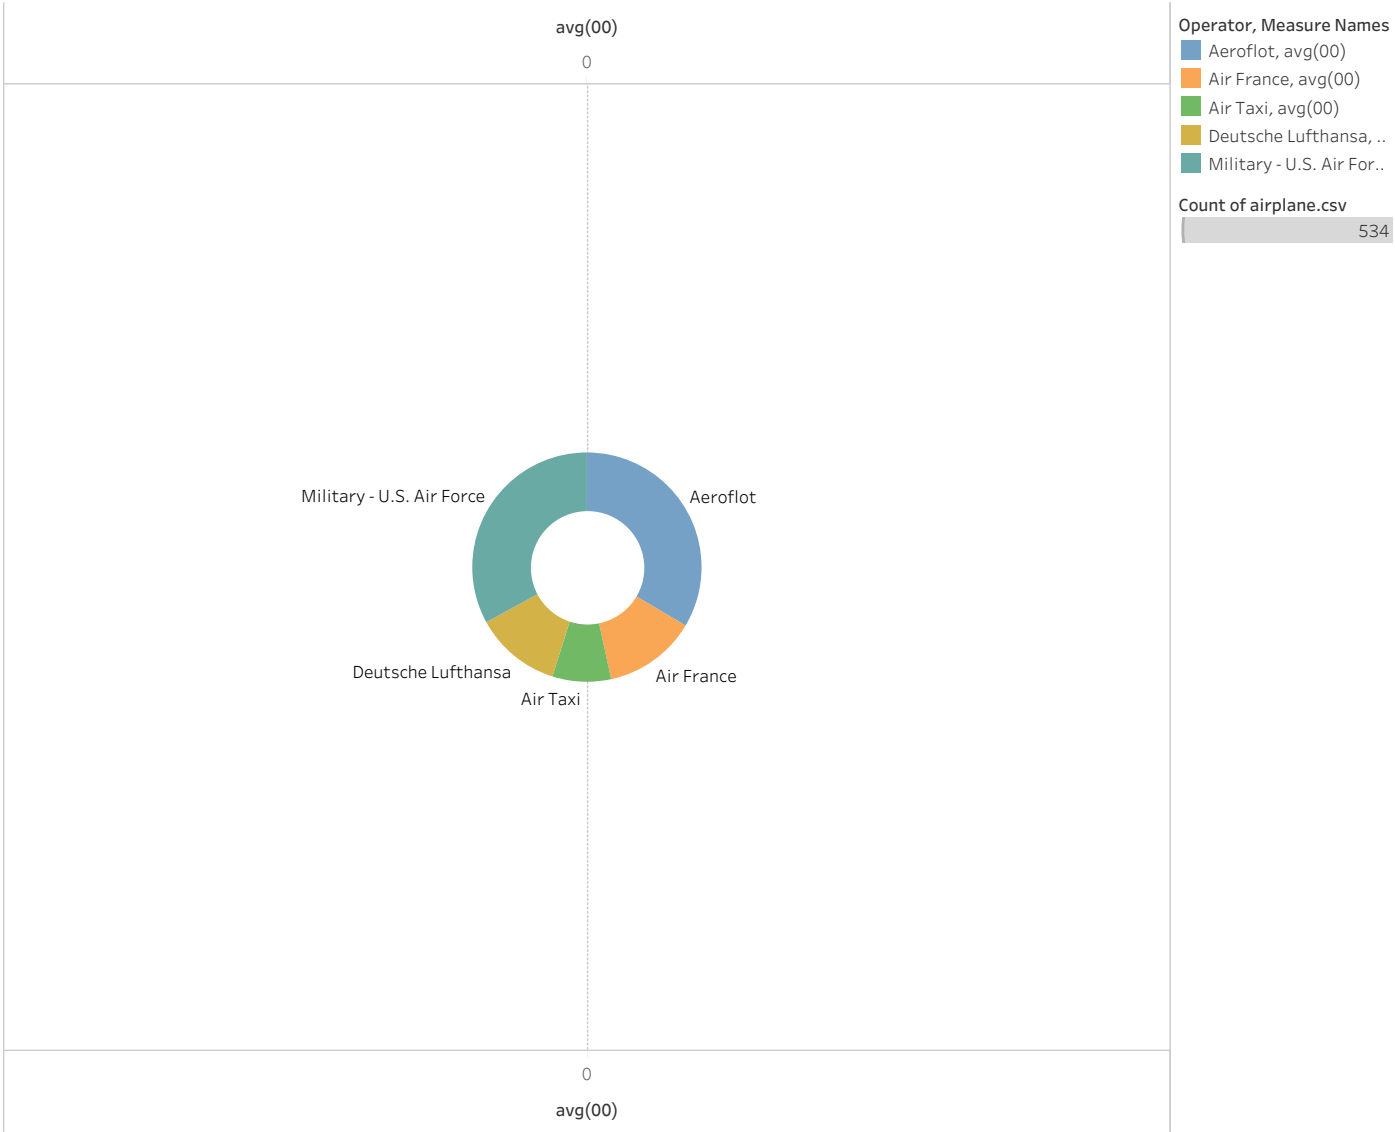 avg(00)
0
Operator, Measure Names
Aeroflot, avg(00)
Air France, avg(00)
Air Taxi, avg(00)
Deutsche Lufthansa, ..
Military - U.S. Air For..
Count of airplane.csv
534
Military - U.S. Air Force
Aeroflot
Deutsche Lufthansa
Air France
Air Taxi
0
avg(00)